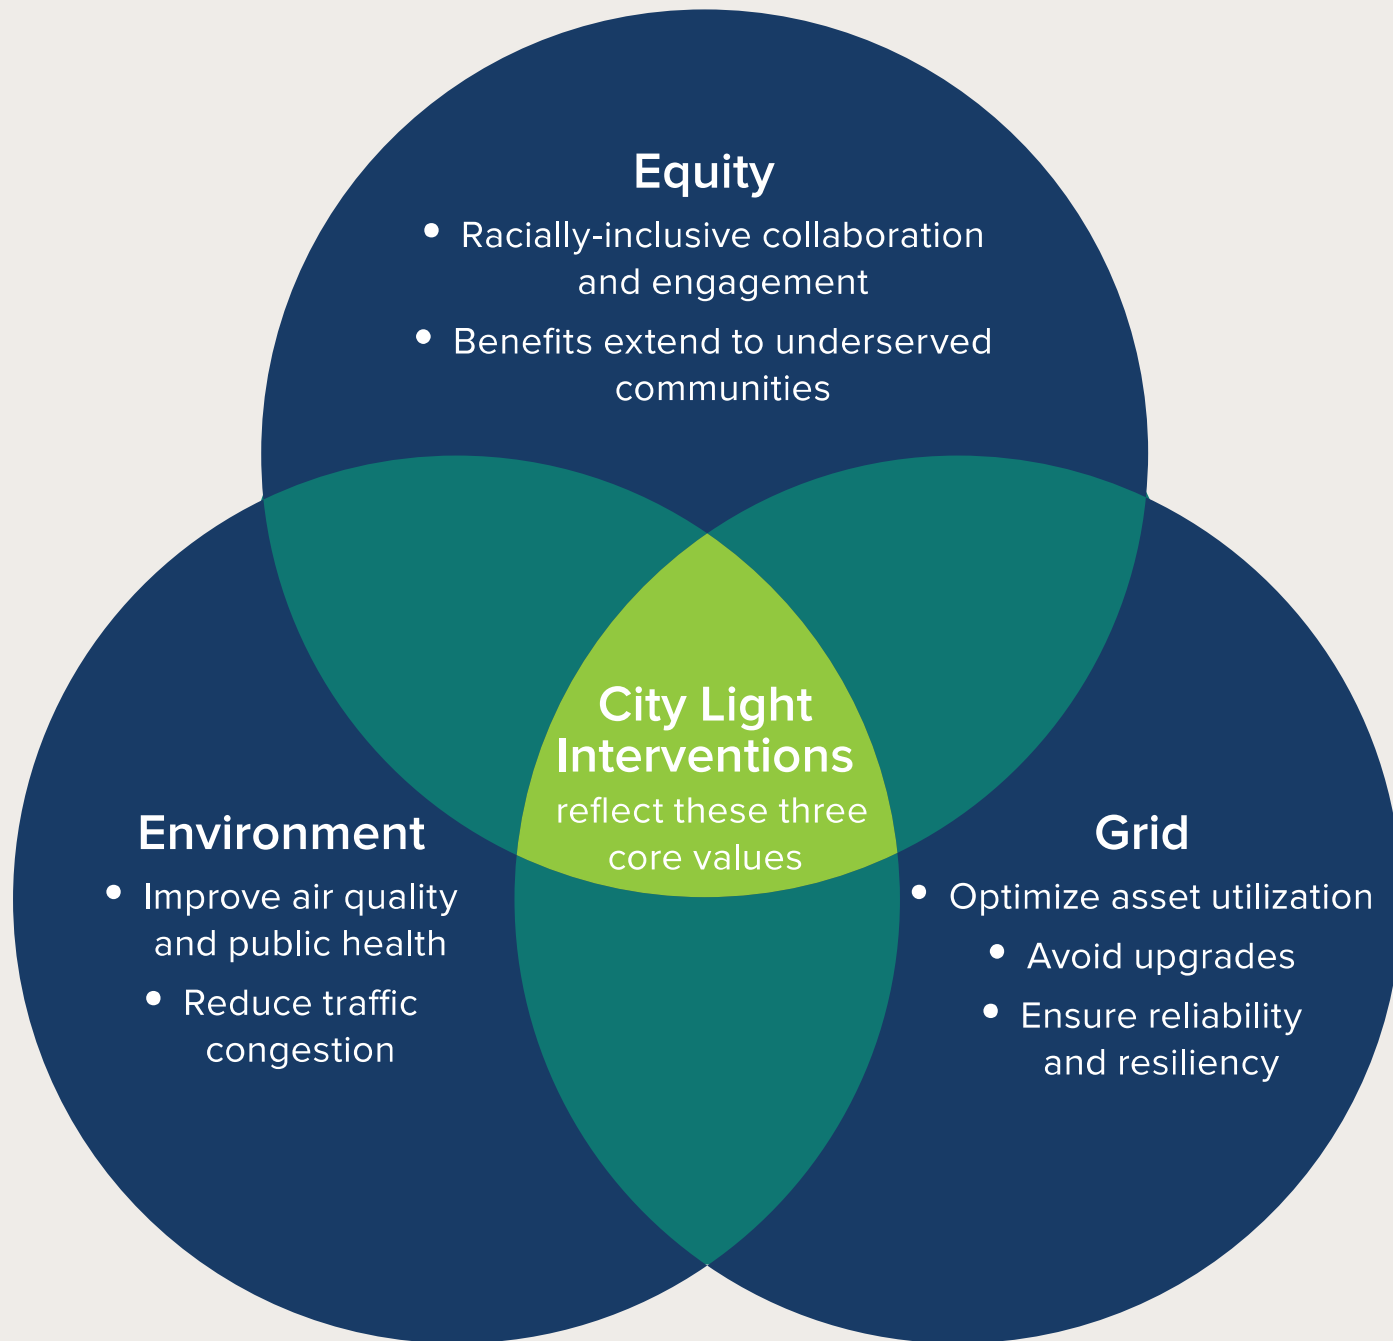 Equity
• Racially-inclusive collaboration
and engagement
• Benefits extend to underserved
communities
City Light
Interventions
reflect these three
core values
Environment
• Improve air quality
and public health
• Reduce traffic
congestion
Grid
• Optimize asset utilization
• Avoid upgrades
• Ensure reliability
and resiliency